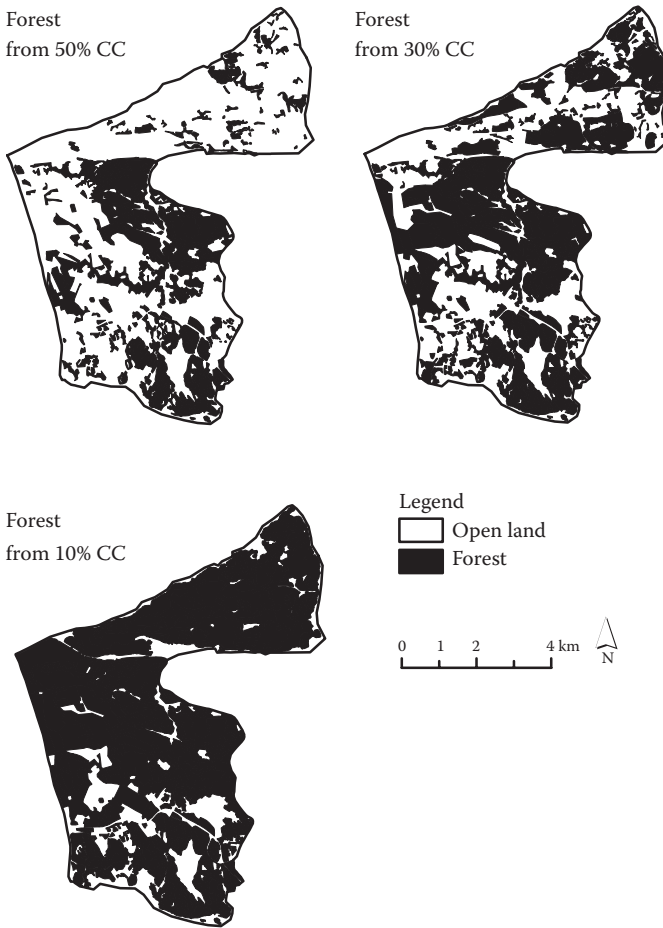 Forest
from 50% CC
Forest
from 30% CC
Forest
from 10% CC
Legend
Open land
Forest
0 1 2 4 km
N